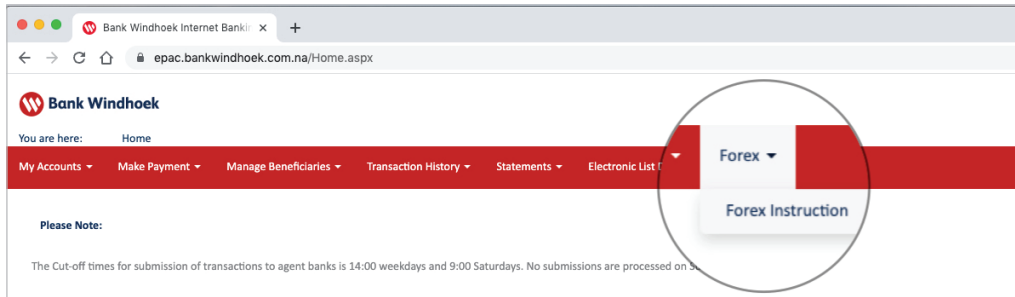 Bank Windhoek Internet Bankin
epac.bankwindhoek.com.na/Home.aspx
Bank Windhoek
You are here: Home
My Accounts Make Payment Manage Beneficiaries Transaction History Statements Electronic List Forex
Forex Instruction
Please Note:
The Cut-off times for submission of transactions to agent banks is 14:00 weekdays and 9:00 Saturdays. No submissions are processed on